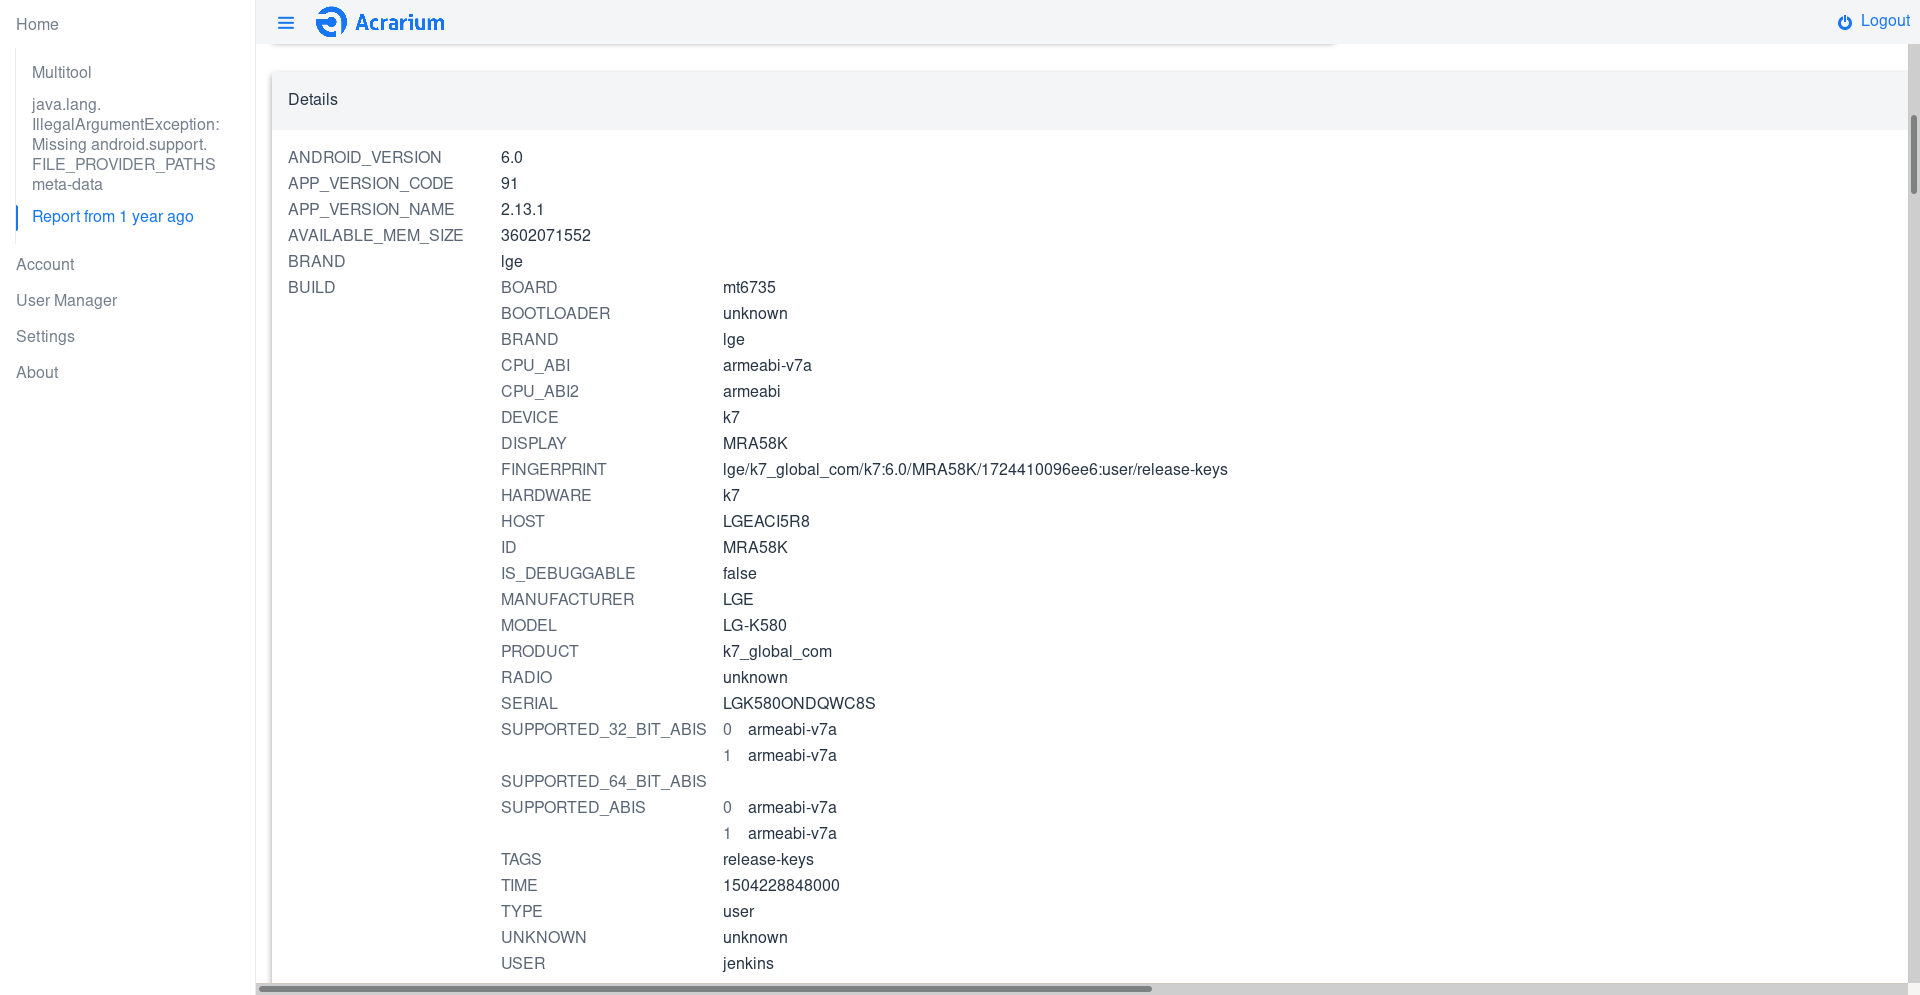 Home
Multitool
java.lang.
IllegalArgumentException:
Missing android.support.
FILE_PROVIDER_PATHS
meta-data
Report from 1 year ago
Account
User Manager
Settings
About
Acrarium
Logout
Details
ANDROID_VERSION 6.0
APP_VERSION_CODE 91
APP_VERSION_NAME 2.13.1
AVAILABLE_MEM_SIZE 3602071552
BRAND lge
BUILD BOARD mt6735
BOOTLOADER unknown
BRAND lge
CPU_ABI armeabi-v7a
CPU_ABI2 armeabi
DEVICE k7
DISPLAY MRA58K
FINGERPRINT lge/k7_global_com/k7:6.0/MRA58K/1724410096ee6:user/release-keys
HARDWARE k7
HOST LGEACI5R8
ID MRA58K
IS_DEBUGGABLE false
MANUFACTURER LGE
MODEL LG-K580
PRODUCT k7_global_com
RADIO unknown
SERIAL LGK580ONDQWC8S
SUPPORTED_32_BIT_ABIS 0 armeabi-v7a
1 armeabi-v7a
SUPPORTED_64_BIT_ABIS
SUPPORTED_ABIS 0 armeabi-v7a
1 armeabi-v7a
TAGS release-keys
TIME 1504228848000
TYPE user
UNKNOWN unknown
USER jenkins